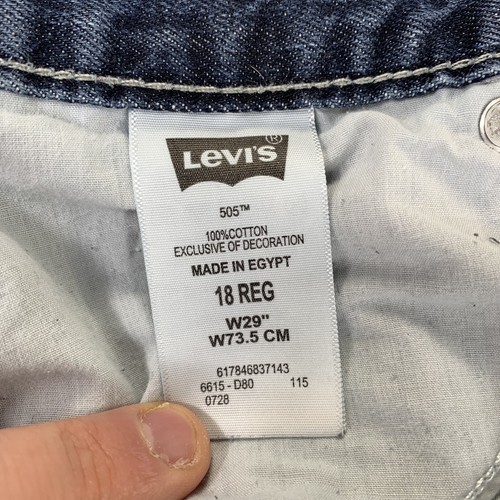 Levi's®
505™
100%COTTON
EXCLUSIVE OF DECORATION
MADE IN EGYPT
18 REG
W29"
W73.5 CM
617846837143
6615 - D80 115
0728